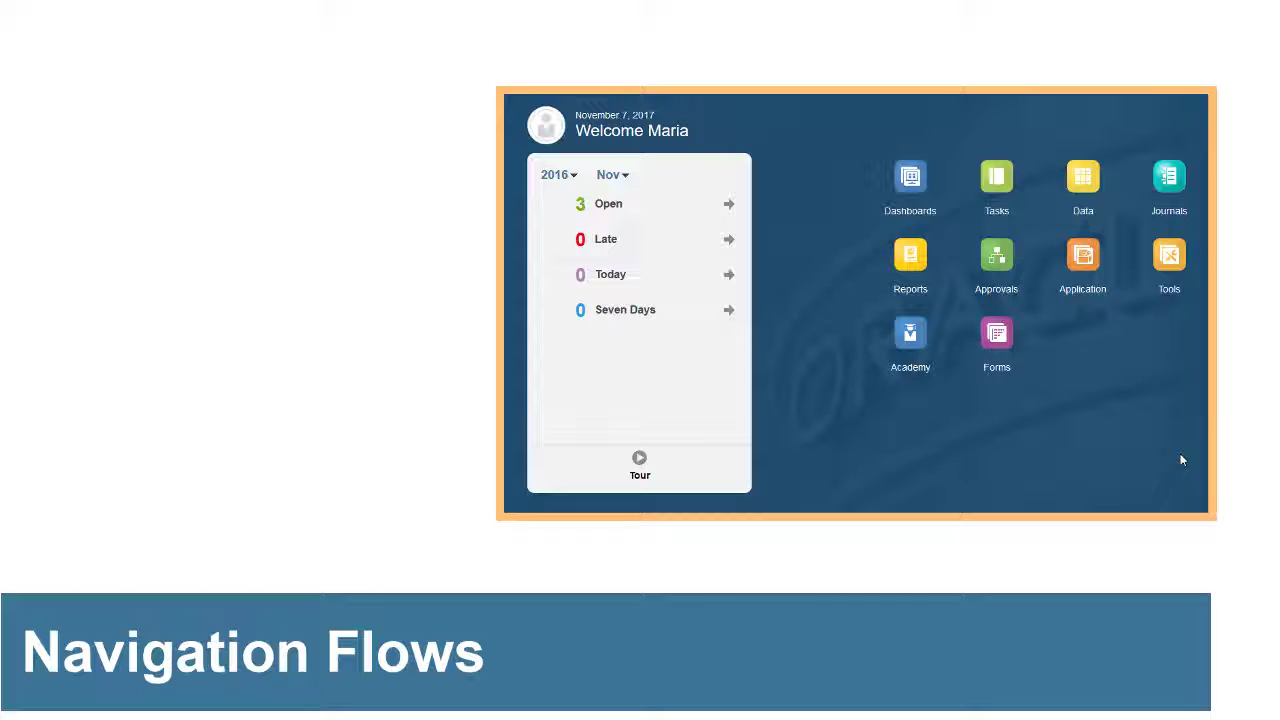 November 7, 2017
Welcome Maria
2016 Nov
3 Open
0 Late
0 Today
0 Seven Days
Tour
Dashboards Tasks Data Journals
Reports Approvals Application Tools
Academy Forms
ORACLE
Navigation Flows